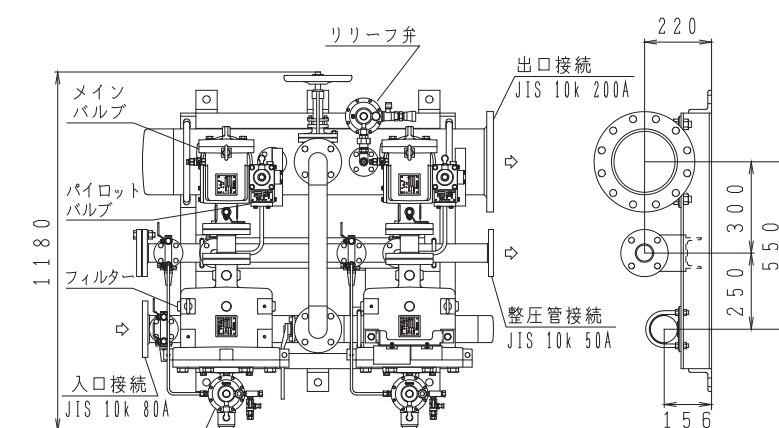 リリーフ弁
220
メイン
バルブ
出口接続
JIS 10k 200A
パイロット
バルブ
1180
300
550
フィルター
250
整圧管接続
JIS 10k 50A
入口接続
JIS 10k 80A
156